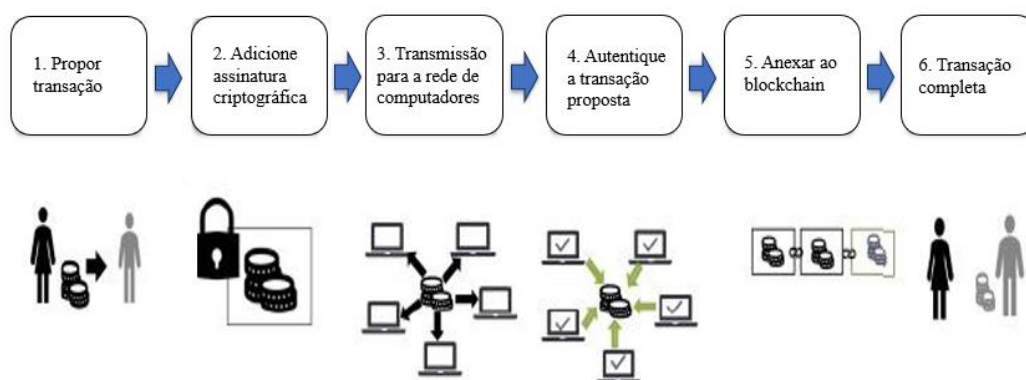 1. Propor
transação
2. Adicione
assinatura
criptográfica
3. Transmissão
para a rede de
computadores
4. Autentique
a transação
proposta
5. Anexar ao
blockchain
6. Transação
completa